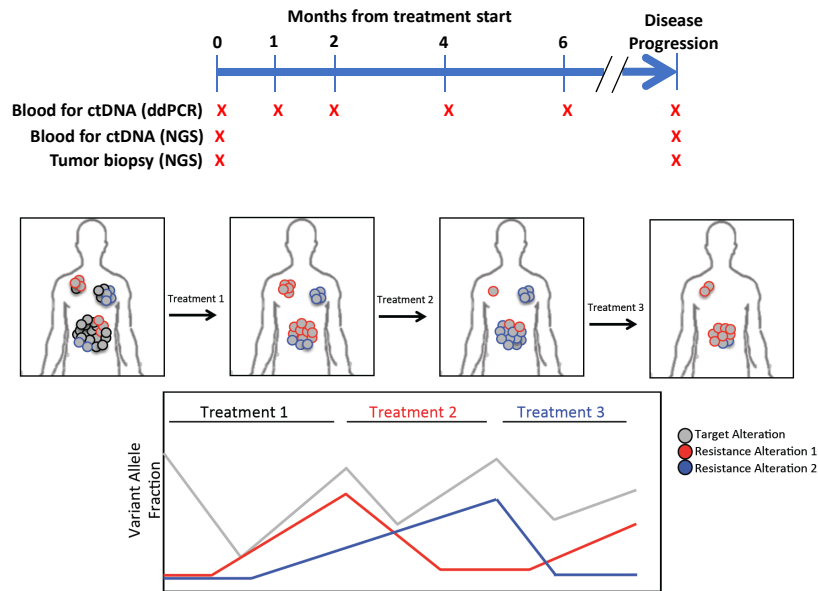 Months from treatment start
Disease
Progression
0 1 2 4 6
Blood for ctDNA (ddPCR) X X X X X X
Blood for ctDNA (NGS) X X
Tumor biopsy (NGS) X X
Treatment 1
Treatment 2
Treatment 3
Treatment 1 Treatment 2 Treatment 3
Variant Allele
Fraction
Target Alteration
Resistance Alteration 1
Resistance Alteration 2